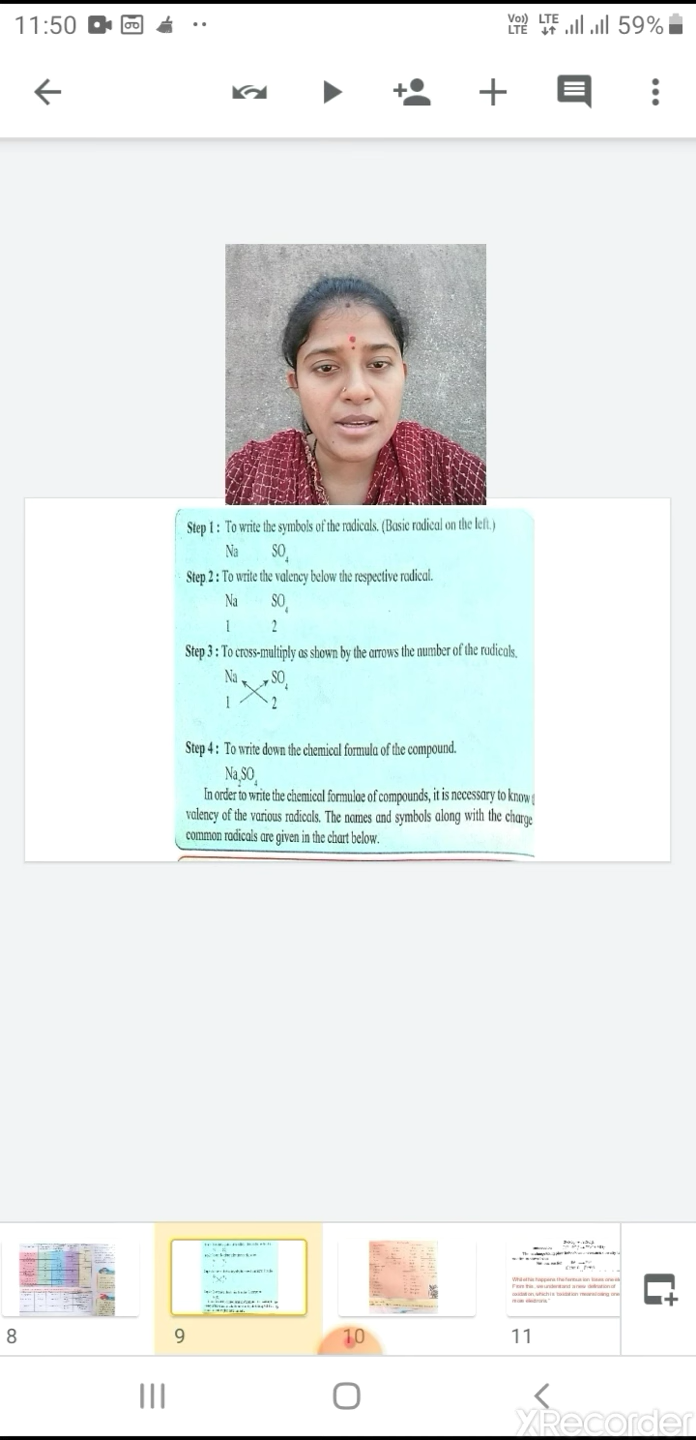 11:50 Vo)) LTE LTE 59%
Step 1 : To write the symbols of the radicals. (Basic radical on the left.)
Na SO4
Step 2 : To write the valency below the respective radical.
Na SO4
1 2
Step 3 : To cross-multiply as shown by the arrows the number of the radicals.
Na SO4
1 2
Step 4 : To write down the chemical formula of the compound.
Na2SO4
In order to write the chemical formulae of compounds, it is necessary to know
valency of the various radicals. The names and symbols along with the charge
common radicals are given in the chart below.
8 9 10 11
XRecorder